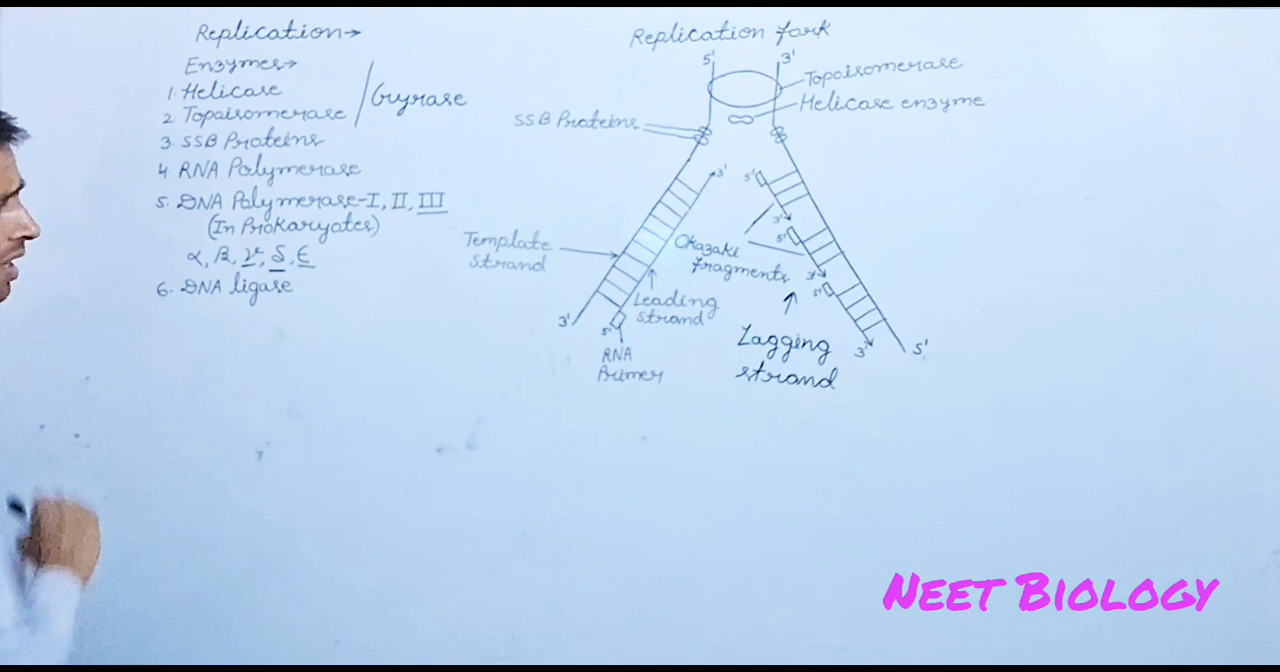 Replication→
Enzymes→
1. Helicase
2 Topoisomerase
/Gyrase
3. SSB Proteins
4 RNA Polymerase
5. DNA Polymerase-I, II, III
(In Prokaryotes)
α, β, γ, δ, ε
6. DNA ligase
Replication fork
5'
3'
Topoisomerase
Helicase enzyme
SSB Proteins
3'
5'
3'
5'
Okazaki
fragments
3'
5'
Template
strand
Leading
strand
3'
5'
RNA
Primer
Lagging
strand
3'
5'
NEET BIOLOGY